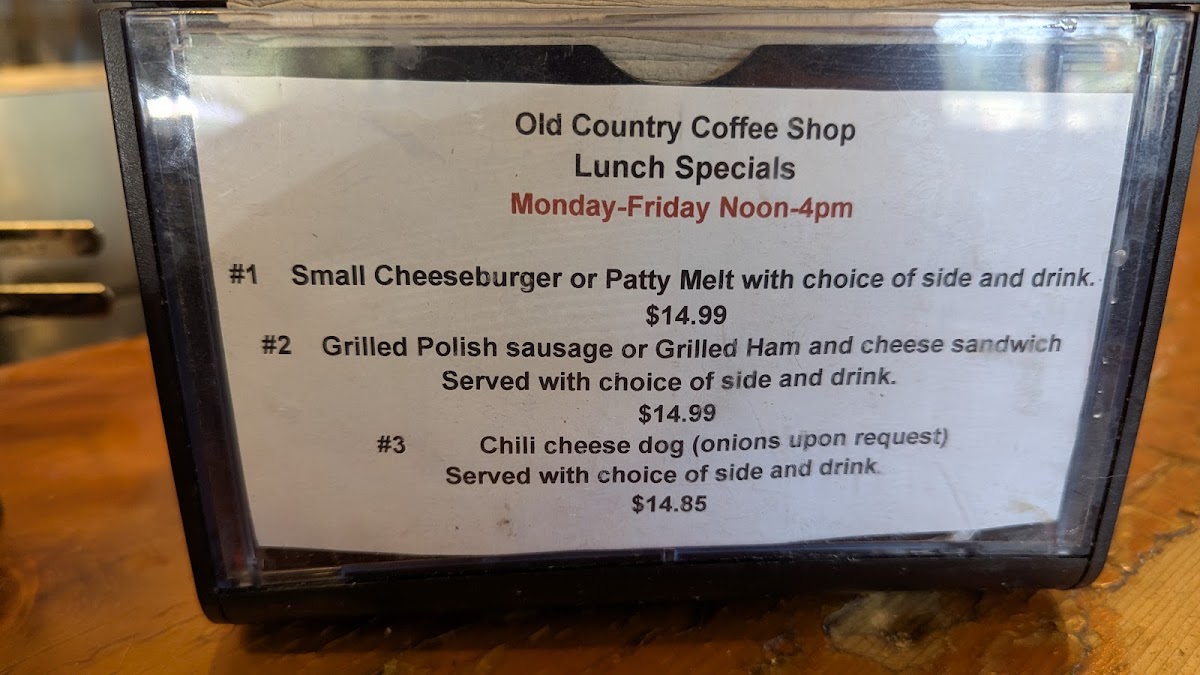 Old Country Coffee Shop
Lunch Specials
Monday-Friday Noon-4pm
#1 Small Cheeseburger or Patty Melt with choice of side and drink.
$14.99
#2 Grilled Polish sausage or Grilled Ham and cheese sandwich
Served with choice of side and drink.
$14.99
#3 Chili cheese dog (onions upon request)
Served with choice of side and drink.
$14.85